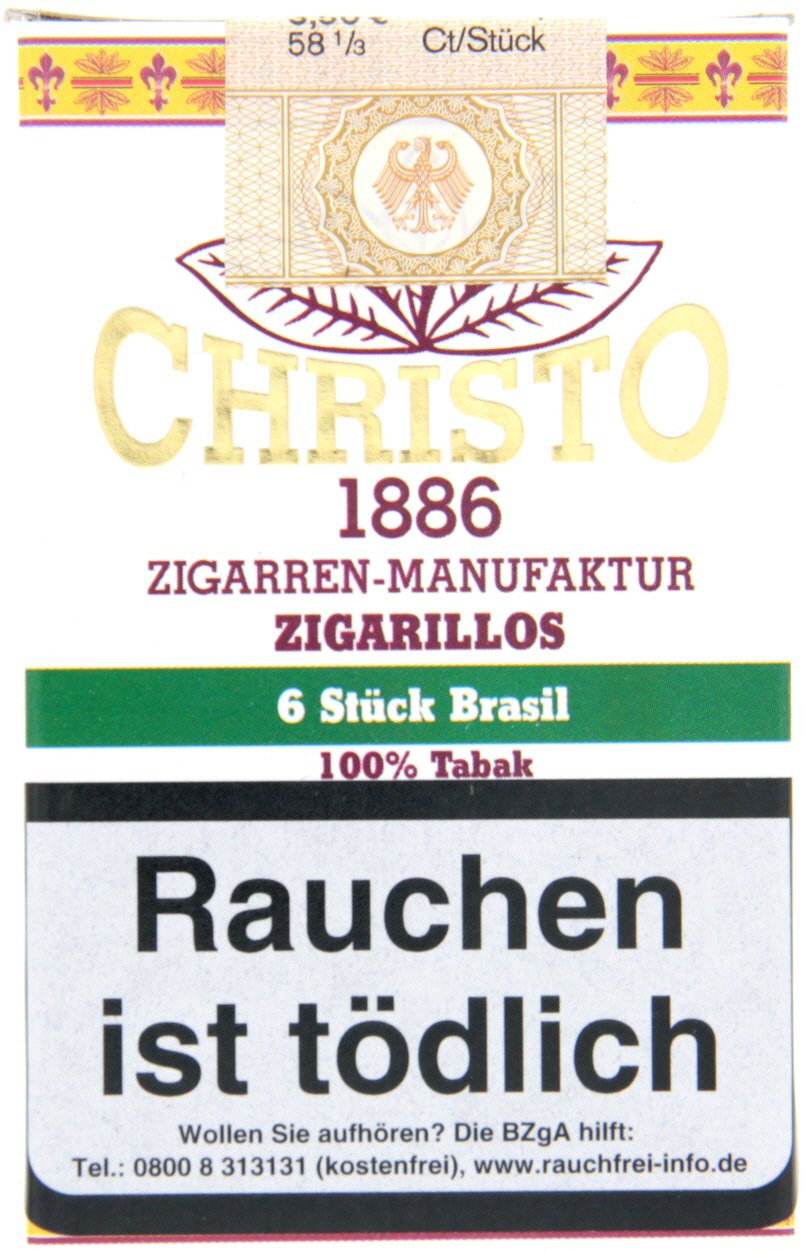 58 1/3 Ct/Stück
CHRISTO
1886
ZIGARREN-MANUFAKTUR
ZIGARILLOS
6 Stück Brasil
100% Tabak
Rauchen
ist tödlich
Wollen Sie aufhören? Die BZgA hilft:
Tel.: 0800 8 313131 (kostenfrei), www.rauchfrei-info.de